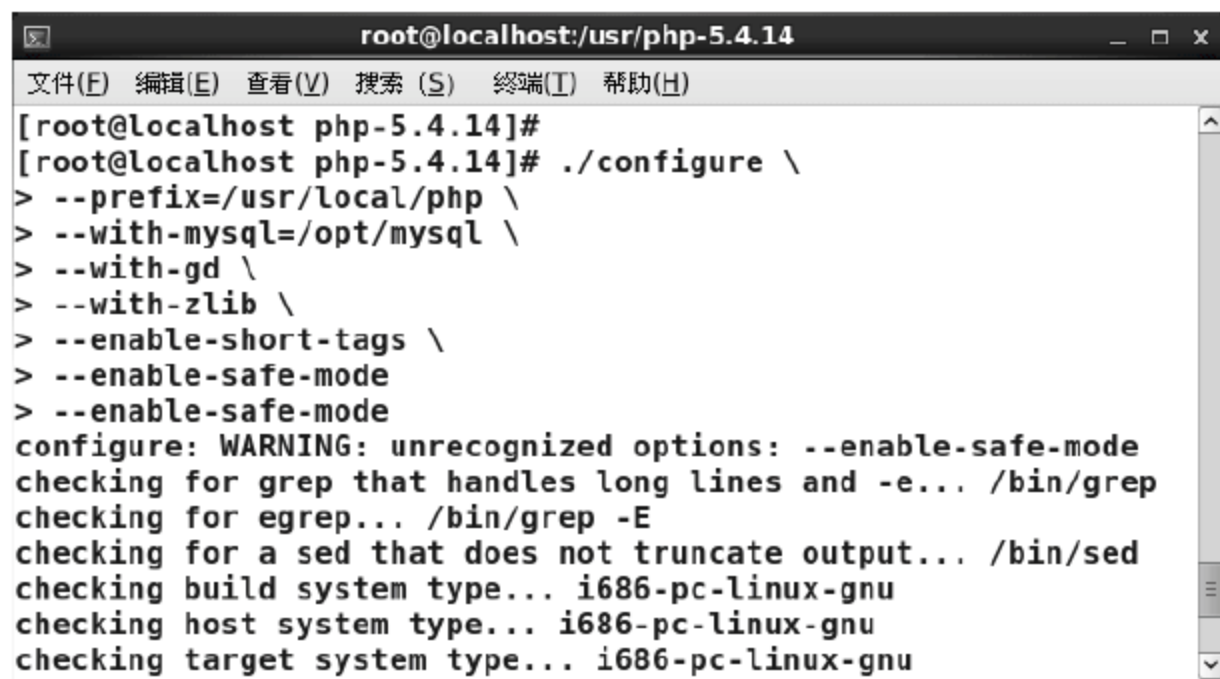 root@localhost:/usr/php-5.4.14
文件(F) 编辑(E) 查看(V) 搜索 (S) 终端(T) 帮助(H)
[root@localhost php-5.4.14]#
[root@localhost php-5.4.14]# ./configure \
> --prefix=/usr/local/php \
> --with-mysql=/opt/mysql \
> --with-gd \
> --with-zlib \
> --enable-short-tags \
> --enable-safe-mode
> --enable-safe-mode
configure: WARNING: unrecognized options: --enable-safe-mode
checking for grep that handles long lines and -e... /bin/grep
checking for egrep... /bin/grep -E
checking for a sed that does not truncate output... /bin/sed
checking build system type... i686-pc-linux-gnu
checking host system type... i686-pc-linux-gnu
checking target system type... i686-pc-linux-gnu